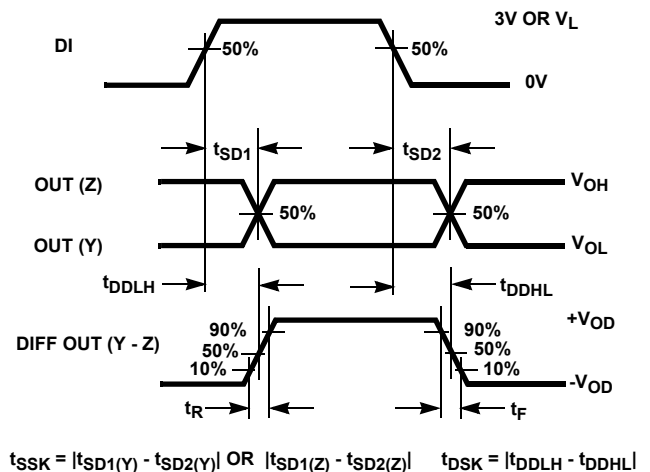 3V OR VL
DI
50%
50%
0V
tSD1
tSD2
OUT (Z)
VOH
50%
50%
OUT (Y)
VOL
tDDLH
tDDHL
+VOD
90%
90%
DIFF OUT (Y - Z)
50%
50%
10%
10%
-VOD
tR
tF
tSSK = |tSD1(Y) - tSD2(Y)| OR |tSD1(Z) - tSD2(Z)|
tDSK = |tDDLH - tDDHL|